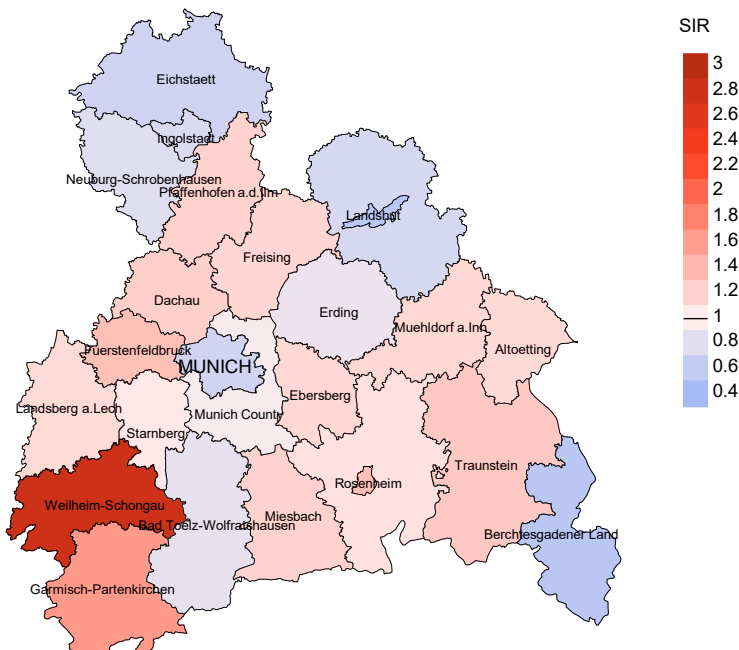 SIR
3
2.8
2.6
2.4
2.2
2
1.8
1.6
1.4
1.2
1
0.8
0.6
0.4
Eichstaett
Ingolstadt
Neuburg-Schrobenhausen
Pfaffenhofen a.d.Ilm
Landshut
Freising
Dachau
Erding
Muehldorf a.Inn
Fuerstenfeldbruck
Altoetting
MUNICH
Ebersberg
Landsberg a.Lech
Munich County
Starnberg
Traunstein
Rosenheim
Weilheim-Schongau
Miesbach
Bad Toelz-Wolfratshausen
Berchtesgadener Land
Garmisch-Partenkirchen